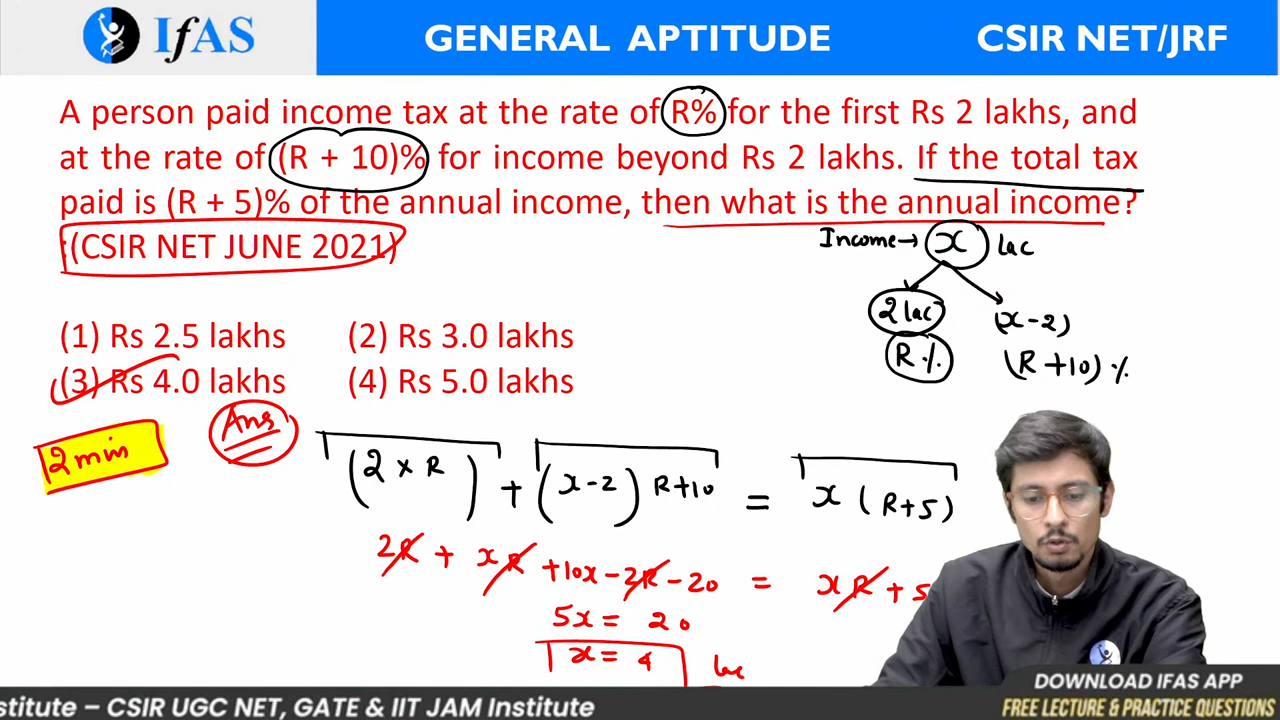 IfAS GENERAL APTITUDE CSIR NET/JRF
A person paid income tax at the rate of R% for the first Rs 2 lakhs, and
at the rate of (R + 10)% for income beyond Rs 2 lakhs. If the total tax
paid is (R + 5)% of the annual income, then what is the annual income?
:(CSIR NET JUNE 2021)
Income → x lac
2 lac (x-2)
R% (R+10)%
(1) Rs 2.5 lakhs (2) Rs 3.0 lakhs
(3) Rs 4.0 lakhs (4) Rs 5.0 lakhs
2 min Ans
(2 × R) + (x-2) R+10 = x (R+5)
2R + xR +10x-2R-20 = xR + 5
5x = 20
x = 4 lac
DOWNLOAD IFAS APP
stitute – CSIR UGC NET, GATE & IIT JAM Institute
FREE LECTURE & PRACTICE QUESTIONS